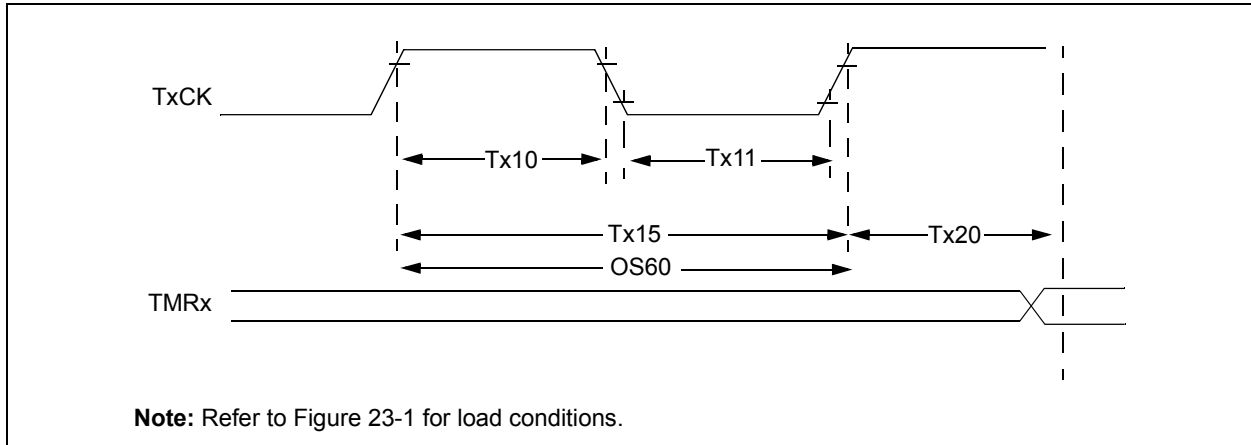 TxCK
Tx10
Tx11
Tx15
Tx20
OS60
TMRx
Note: Refer to Figure 23-1 for load conditions.